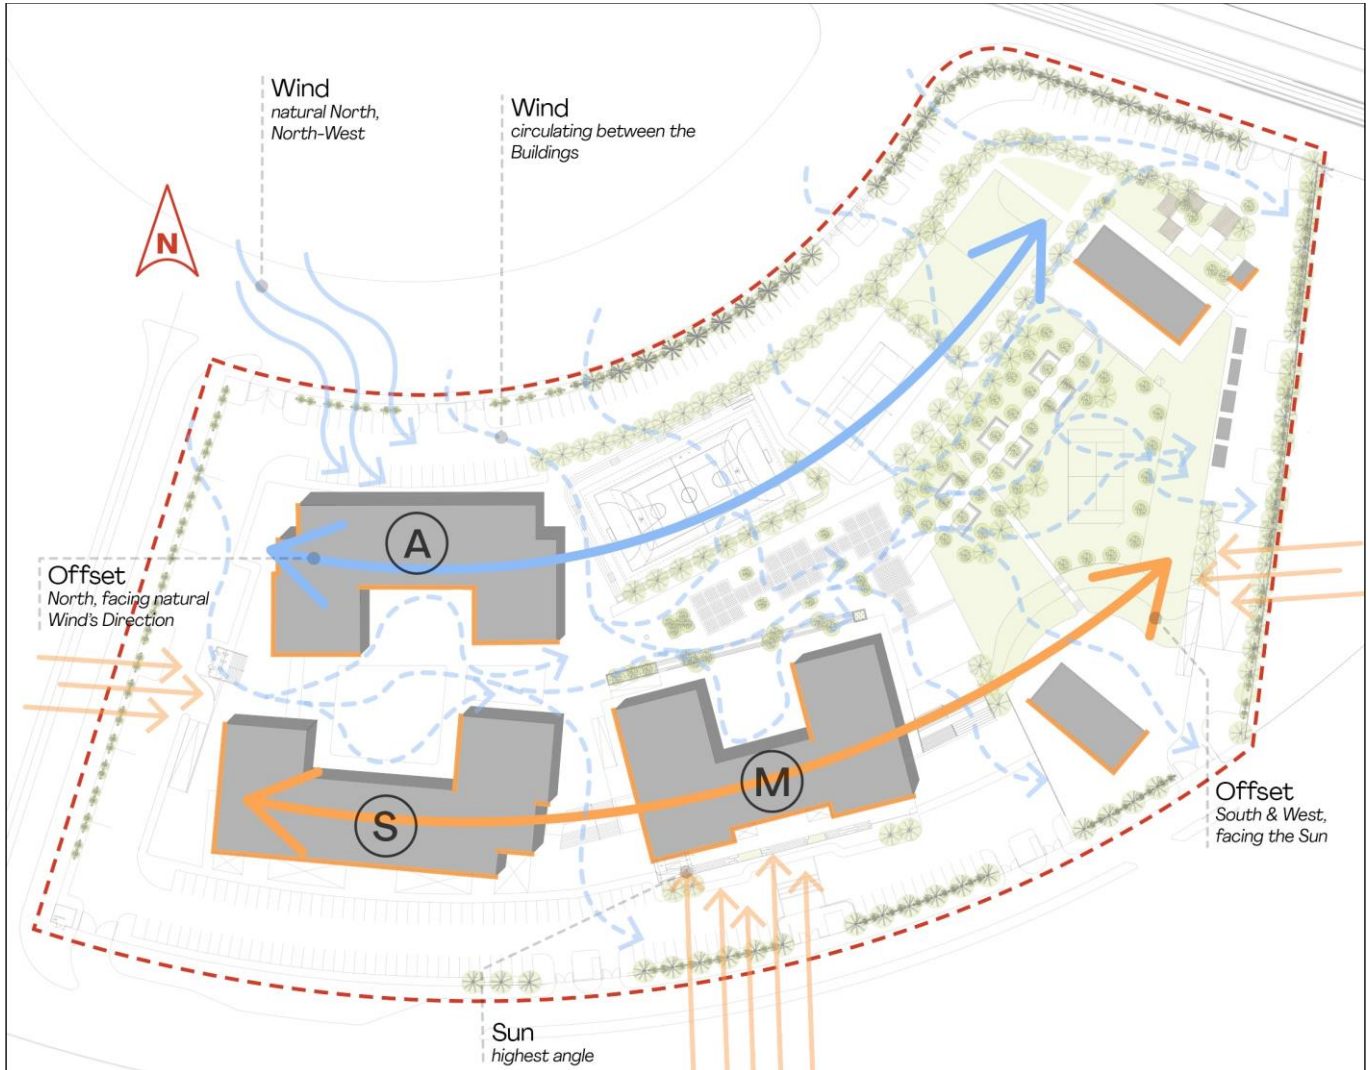 Wind
natural North,
North-West
Wind
circulating between the
Buildings
N
A
Offset
North, facing natural
Wind's Direction
M
S
Offset
South & West,
facing the Sun
Sun
highest angle